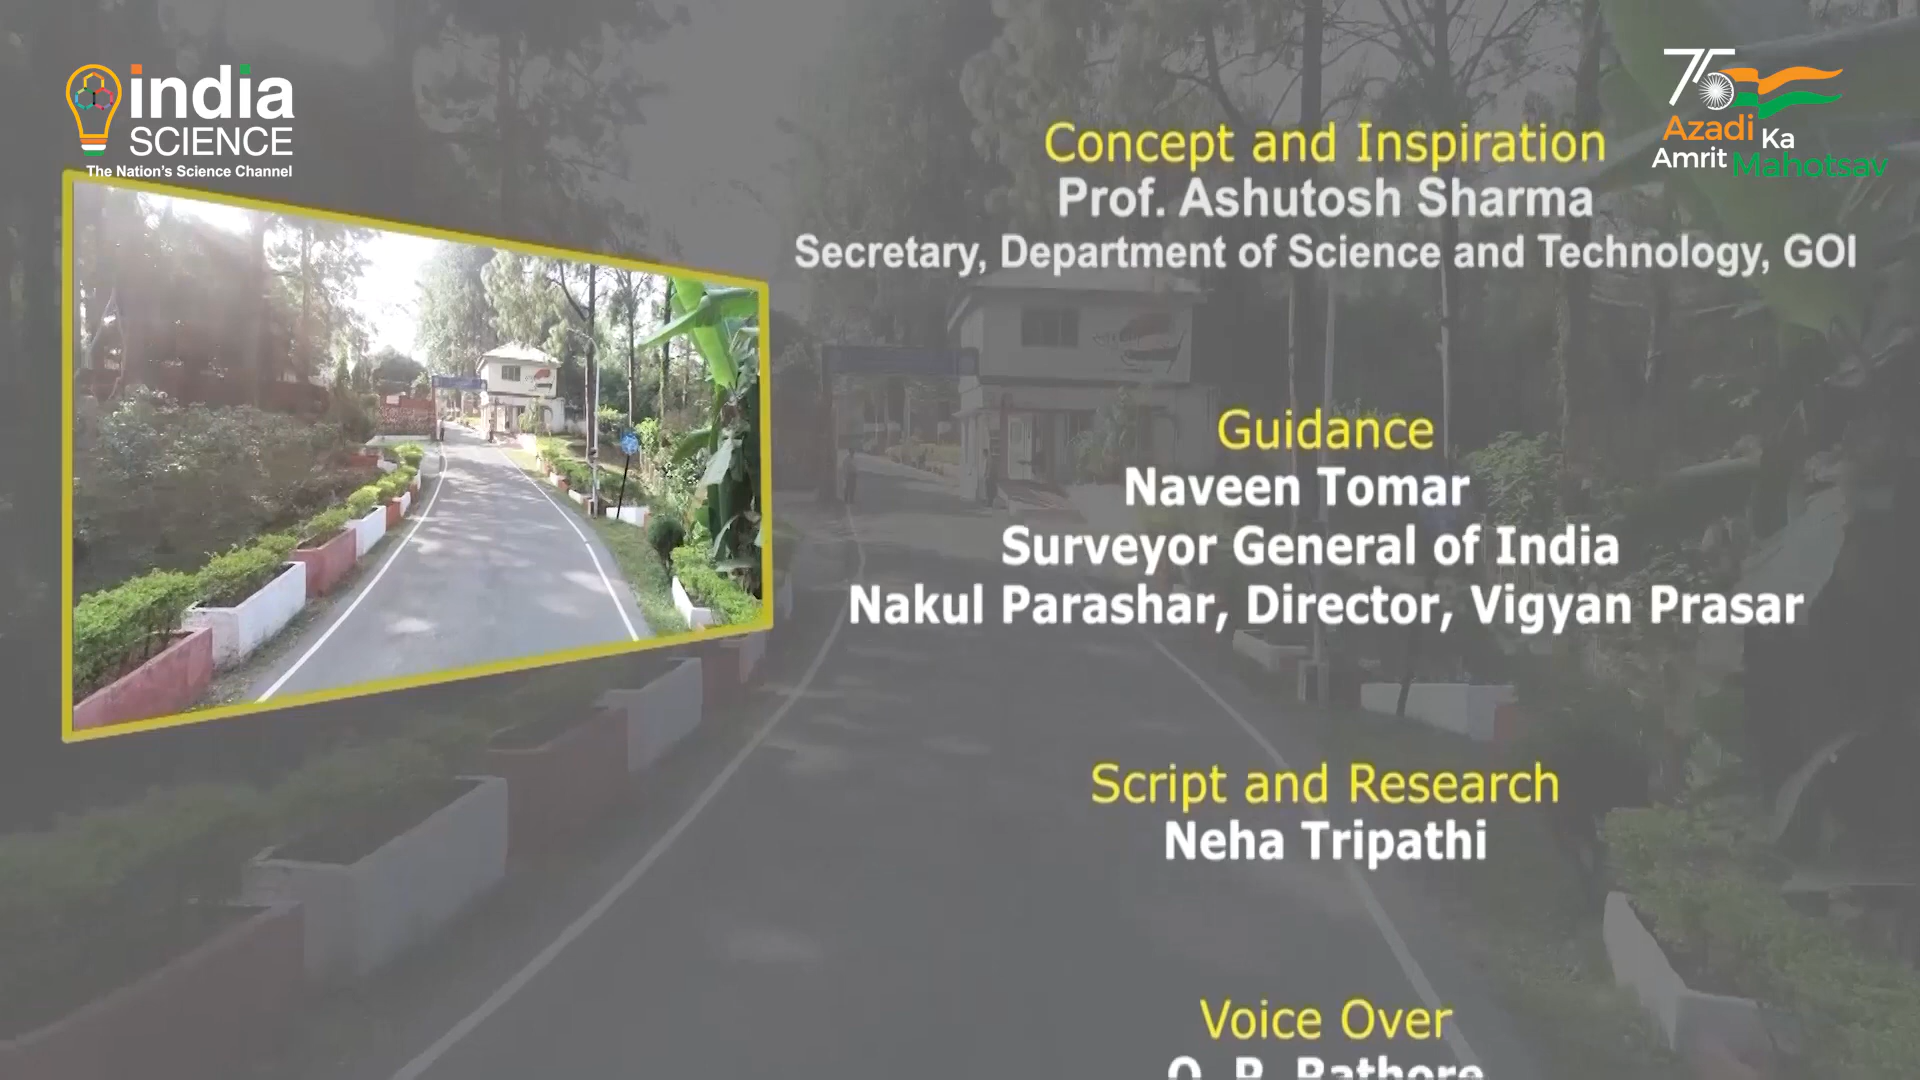 india
SCIENCE
The Nation's Science Channel
75
Azadi Ka
Amrit Mahotsav
Concept and Inspiration
Prof. Ashutosh Sharma
Secretary, Department of Science and Technology, GOI
Guidance
Naveen Tomar
Surveyor General of India
Nakul Parashar, Director, Vigyan Prasar
Script and Research
Neha Tripathi
Voice Over
O. P. Rathore